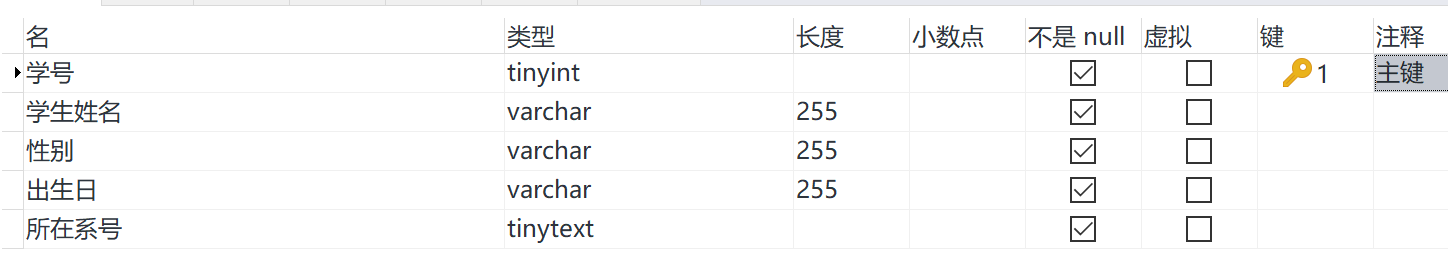 名 类型 长度 小数点 不是 null 虚拟 键 注释
学号 tinyint 1 主键
学生姓名 varchar 255
性别 varchar 255
出生日 varchar 255
所在系号 tinytext